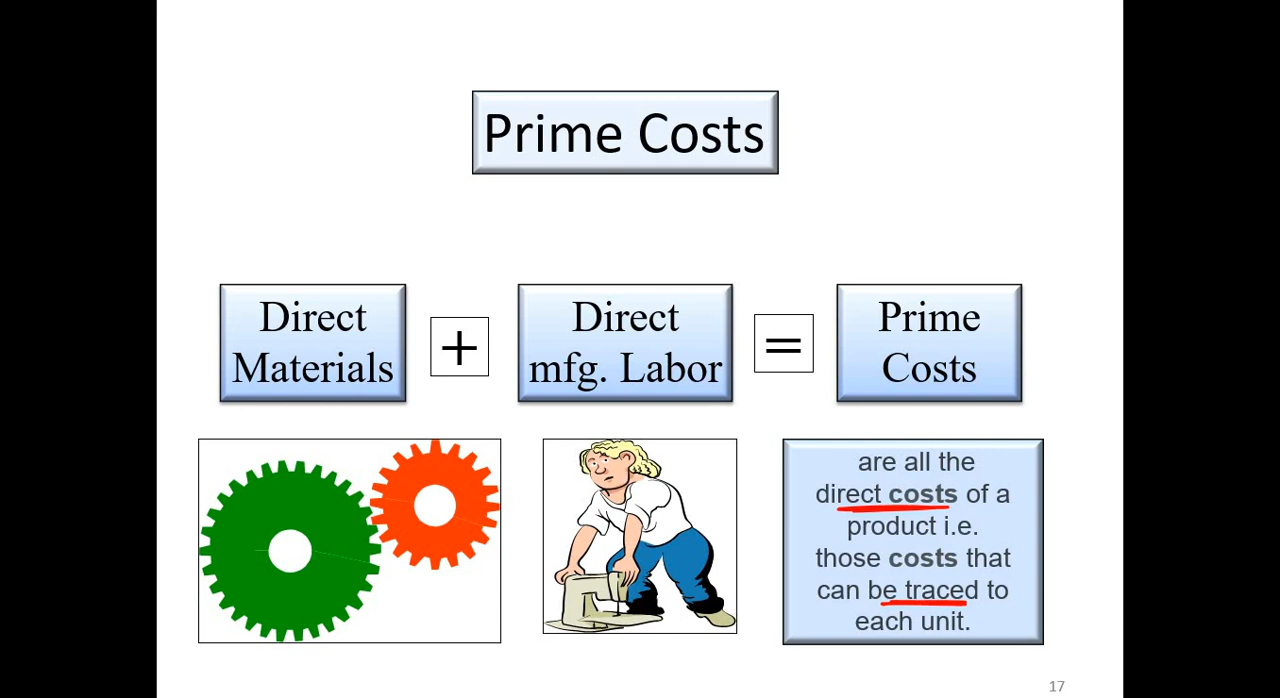 Prime Costs
Direct
Materials
+
Direct
mfg. Labor
=
Prime
Costs
are all the
direct costs of a
product i.e.
those costs that
can be traced to
each unit.
17